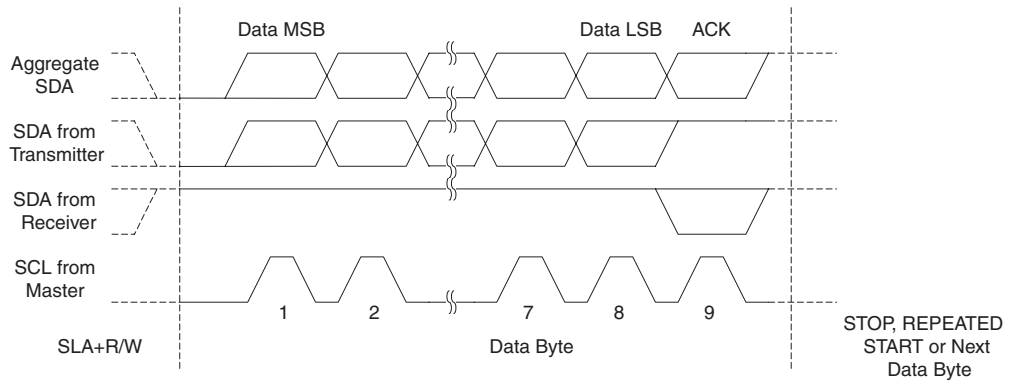 Data MSB
Data LSB
ACK
Aggregate
SDA
SDA from
Transmitter
SDA from
Receiver
SCL from
Master
1
2
7
8
9
SLA+R/W
Data Byte
STOP, REPEATED
START or Next
Data Byte